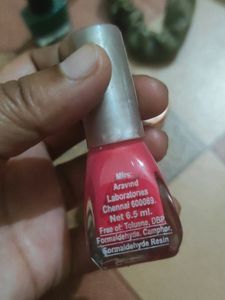 Mfrs:
Aravind
Laboratories
Chennai 600089.
Net 6.5 ml.
Free of: Toluene, DBP,
Formaldehyde, Camphor,
Formaldehyde Resin